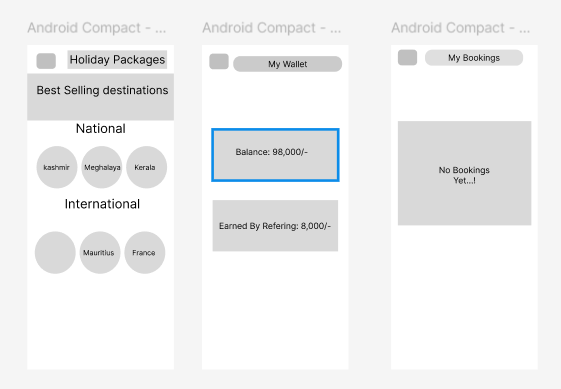 Android Compact - ...
Holiday Packages
Best Selling destinations
National
kashmir
Meghalaya
Kerala
International
Mauritius
France
Android Compact - ...
My Wallet
Balance: 98,000/-
Earned By Refering: 8,000/-
Android Compact - ...
My Bookings
No Bookings
Yet...!